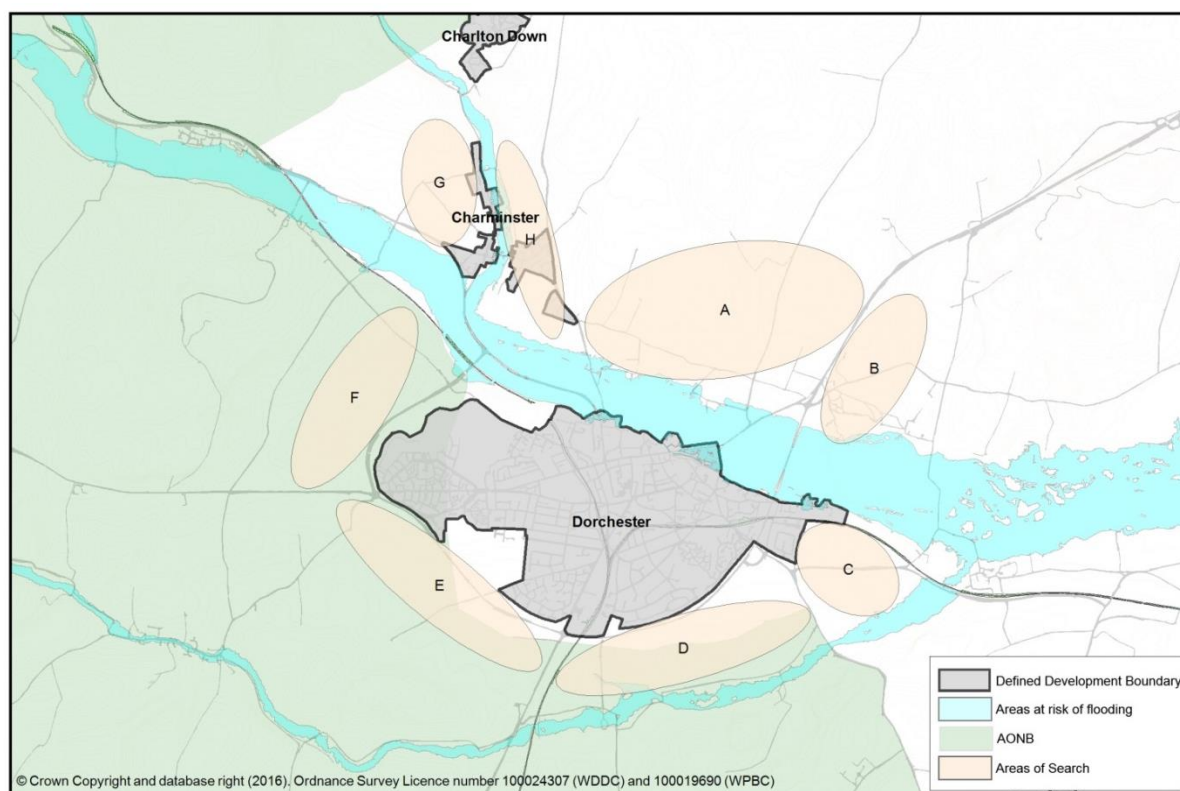 Charlton Down
G
Charminster
H
A
B
F
Dorchester
C
E
D
Defined Development Boundary
Areas at risk of flooding
AONB
Areas of Search
© Crown Copyright and database right (2016). Ordnance Survey Licence number 100024307 (WDDC) and 100019690 (WPBC)